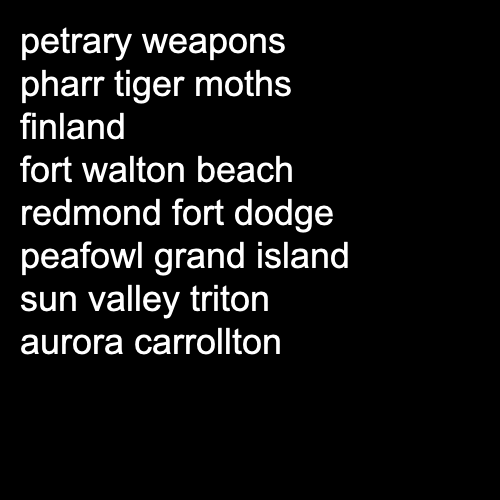 petrary weapons
pharr tiger moths
finland
fort walton beach
redmond fort dodge
peafowl grand island
sun valley triton
aurora carrollton